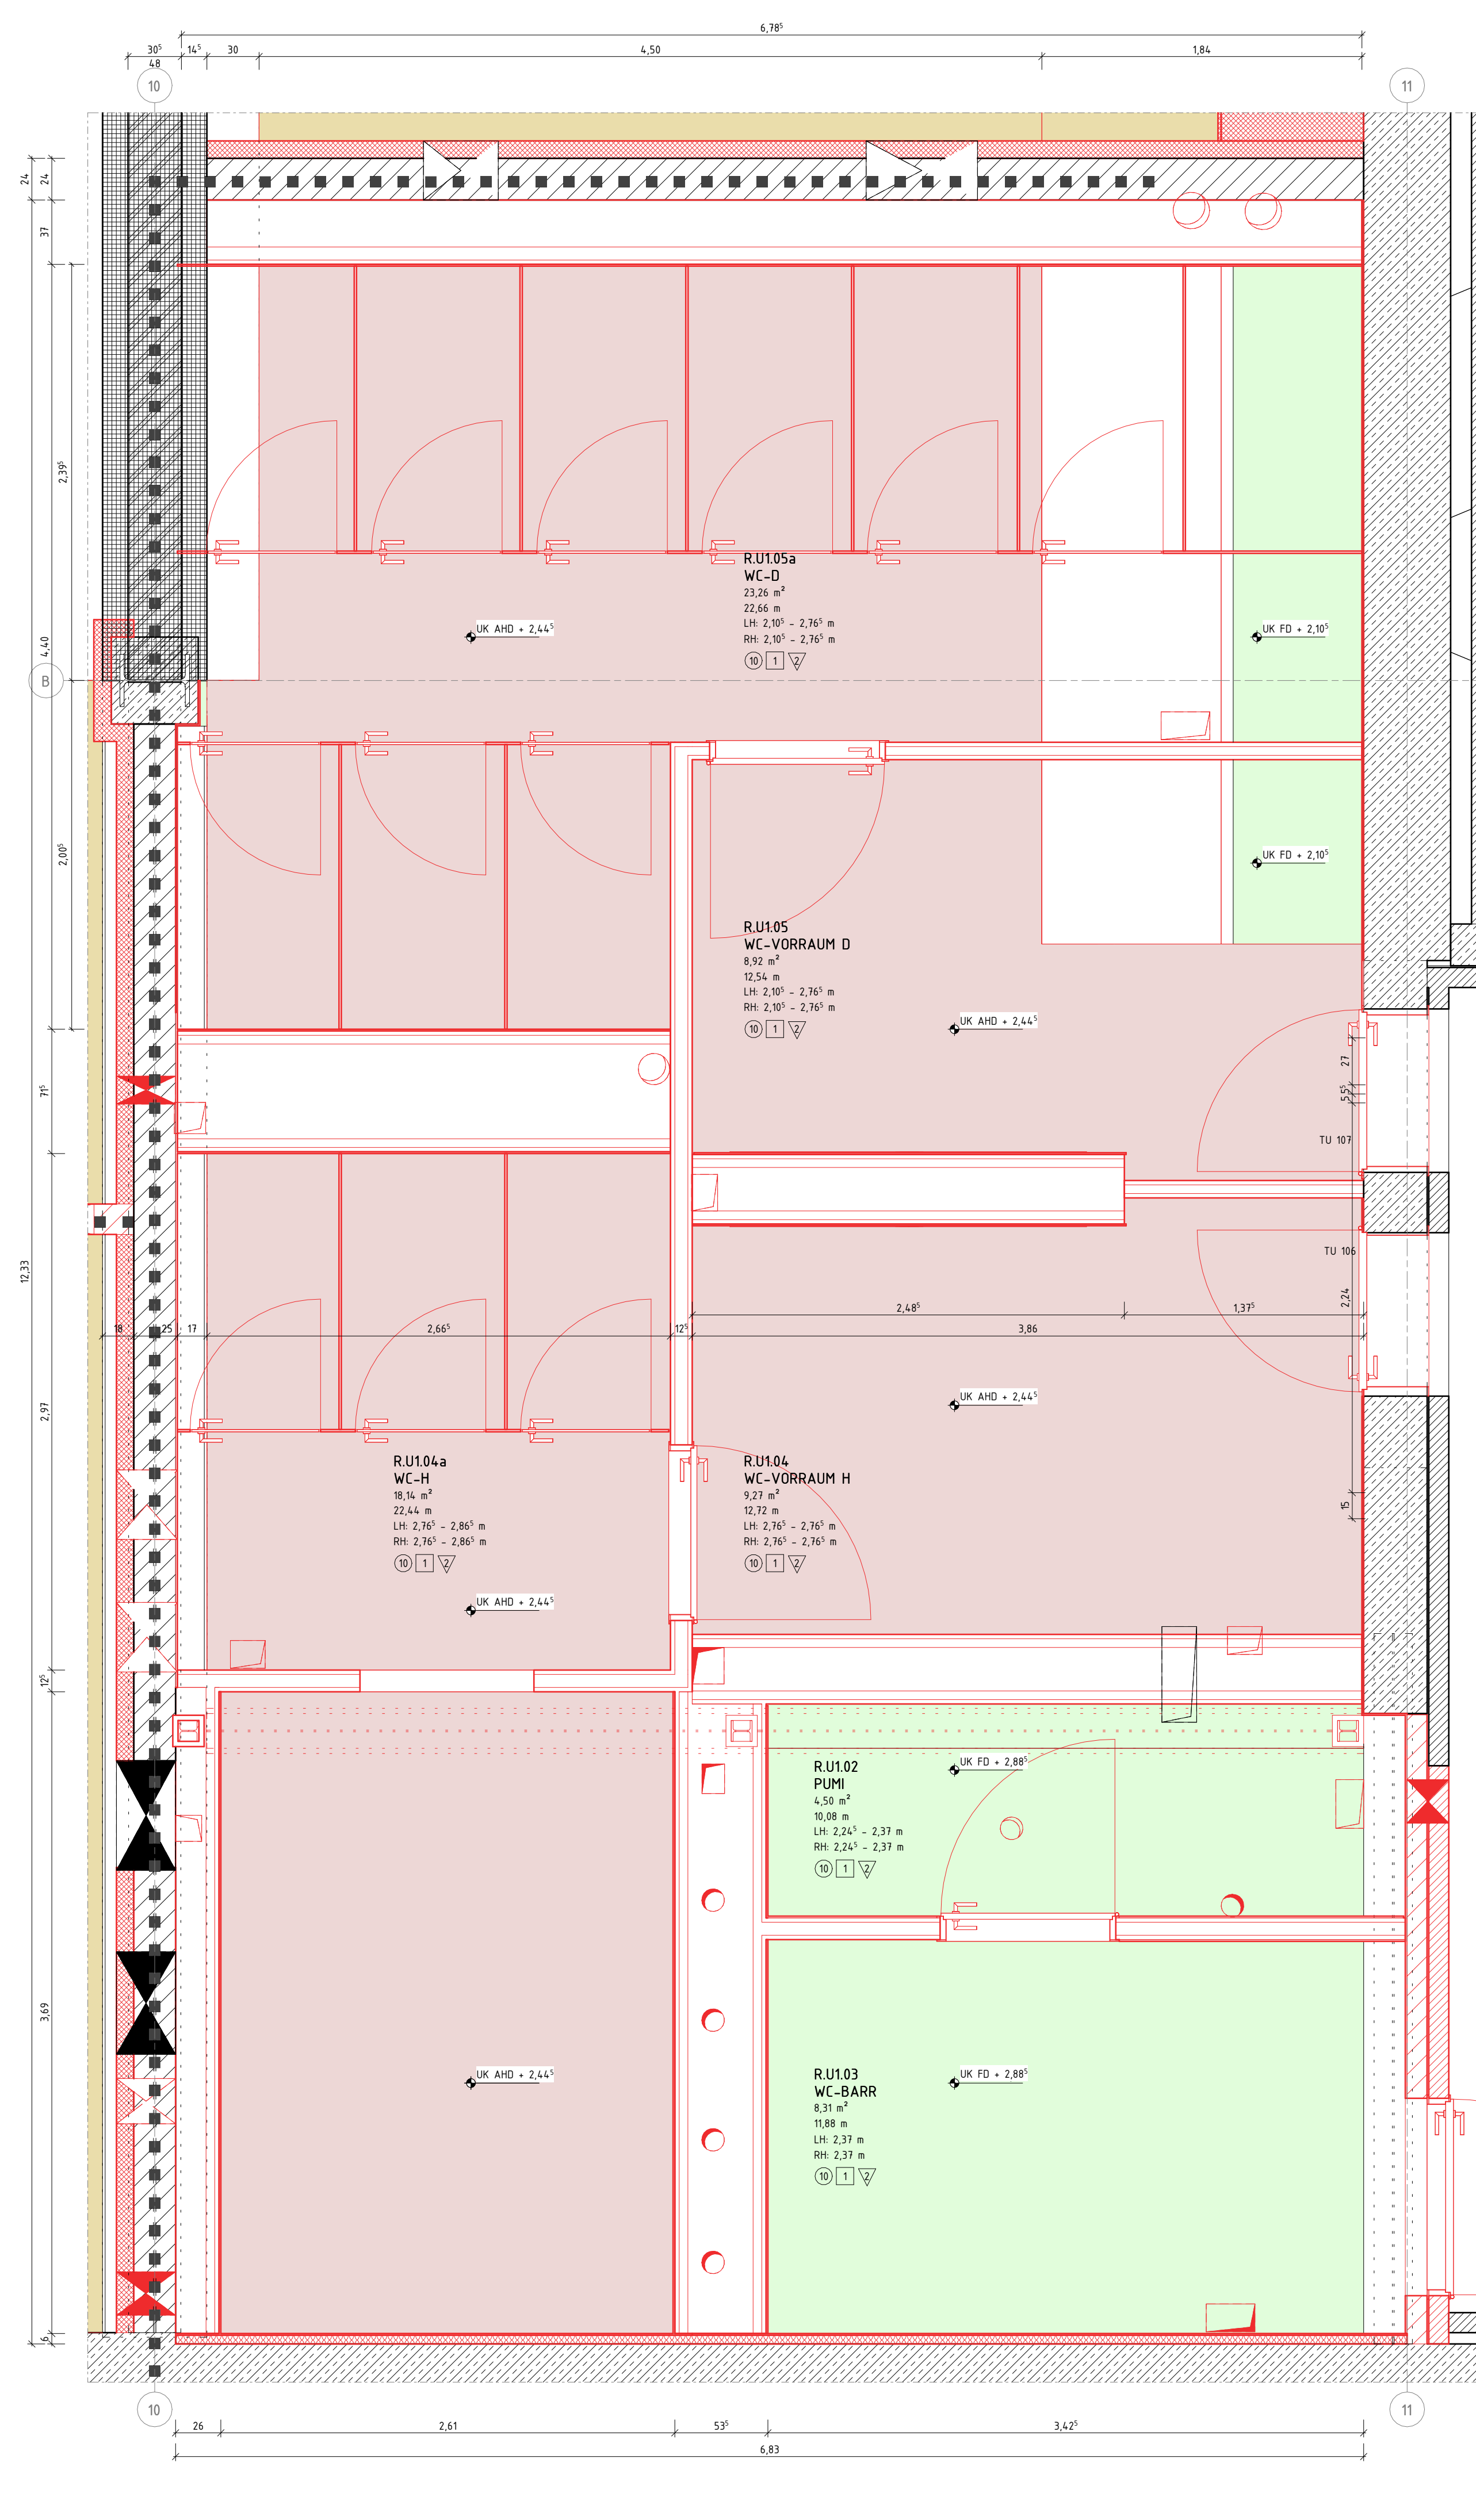 6,78⁵
30⁵ 14⁵ 30 4,50 1,84
48
10 11
24 24
37
2,39⁵
4,40
B
2,00⁵
71⁵
12,33
2,97
12⁵
3,69
6
R.U1.05a
WC-D
23,26 m²
22,66 m
LH: 2,10⁵ - 2,76⁵ m
RH: 2,10⁵ - 2,76⁵ m
10 1 2
UK AHD + 2,44⁵
UK FD + 2,10⁵
UK FD + 2,10⁵
R.U1.05
WC-VORRAUM D
8,92 m²
12,54 m
LH: 2,10⁵ - 2,76⁵ m
RH: 2,10⁵ - 2,76⁵ m
10 1 2
UK AHD + 2,44⁵
27
5 5⁵
TU 107
TU 106
2,24
15
2,48⁵ 1,37⁵
18 25 17 2,66⁵ 12⁵ 3,86
UK AHD + 2,44⁵
R.U1.04a
WC-H
18,14 m²
22,44 m
LH: 2,76⁵ - 2,86⁵ m
RH: 2,76⁵ - 2,86⁵ m
10 1 2
UK AHD + 2,44⁵
R.U1.04
WC-VORRAUM H
9,27 m²
12,72 m
LH: 2,76⁵ - 2,76⁵ m
RH: 2,76⁵ - 2,76⁵ m
10 1 2
R.U1.02
PUMI
4,50 m²
10,08 m
LH: 2,24⁵ - 2,37 m
RH: 2,24⁵ - 2,37 m
10 1 2
UK FD + 2,88⁵
UK AHD + 2,44⁵
R.U1.03
WC-BARR
8,31 m²
11,88 m
LH: 2,37 m
RH: 2,37 m
10 1 2
UK FD + 2,88⁵
10 11
26 2,61 53⁵ 3,42⁵
6,83